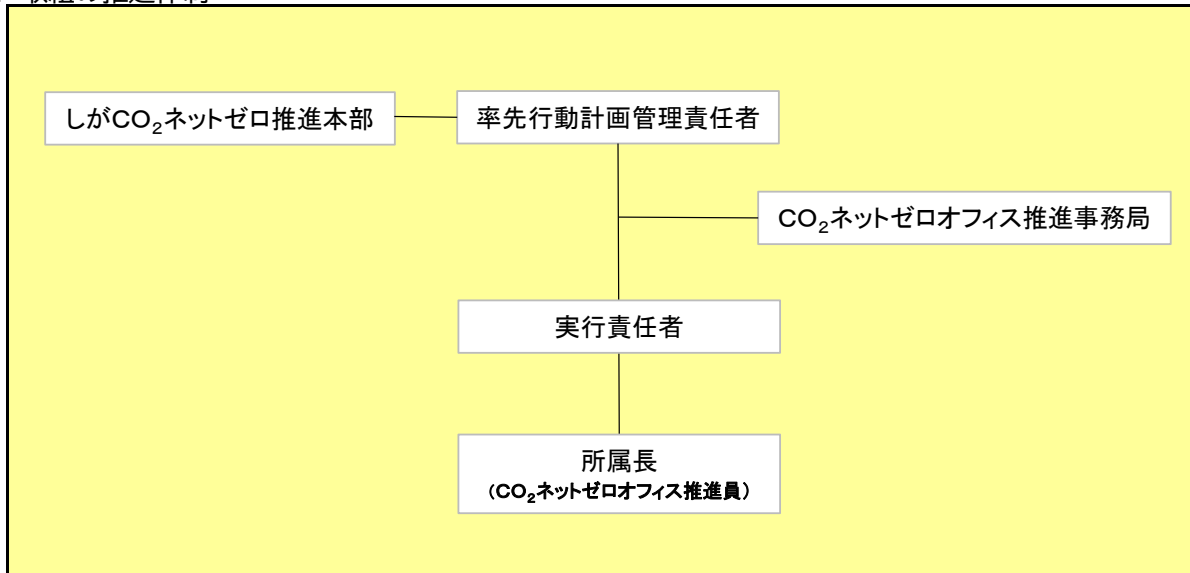 しがCO₂ネットゼロ推進本部
率先行動計画管理責任者
CO₂ネットゼロオフィス推進事務局
実行責任者
所属長
（CO₂ネットゼロオフィス推進員）